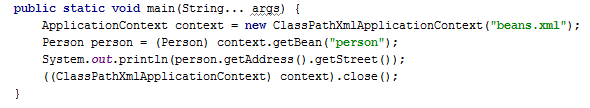 public static void main(String... args) {
    ApplicationContext context = new ClassPathXmlApplicationContext("beans.xml");
    Person person = (Person) context.getBean("person");
    System.out.println(person.getAddress().getStreet());
    ((ClassPathXmlApplicationContext) context).close();
}